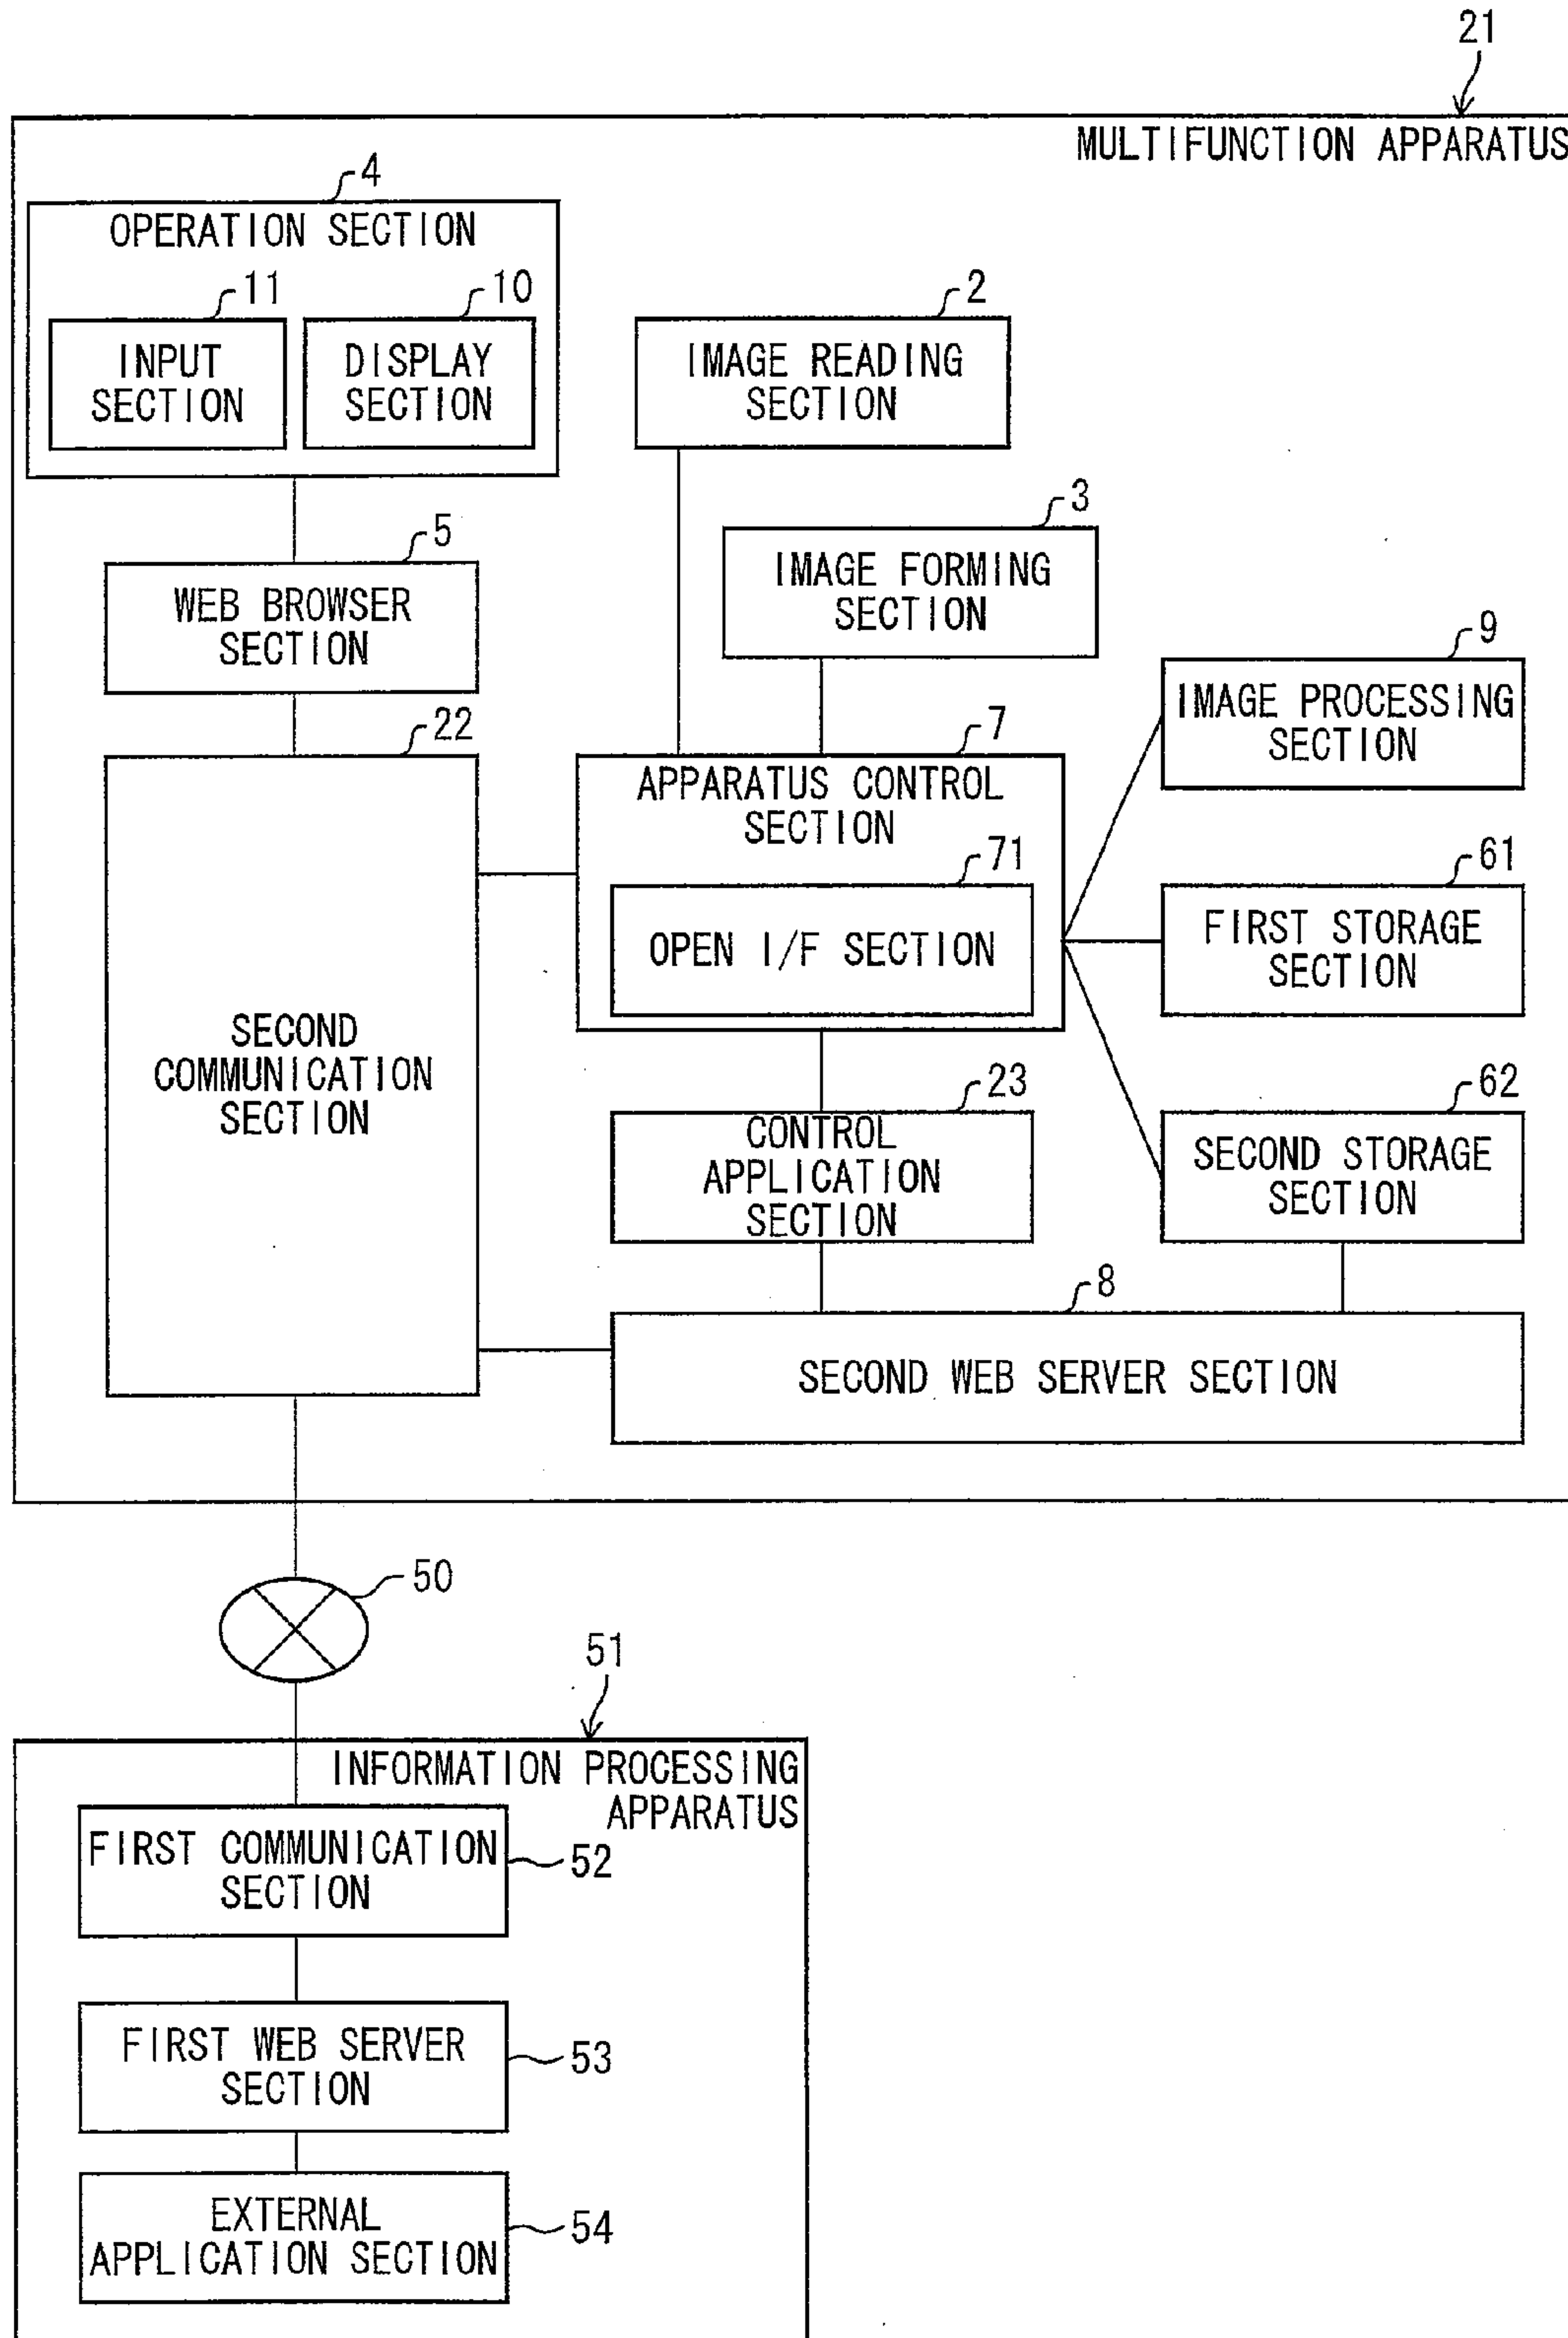 21
MULTIFUNCTION APPARATUS
4
OPERATION SECTION
11
INPUT
SECTION
10
DISPLAY
SECTION
2
IMAGE READING
SECTION
3
IMAGE FORMING
SECTION
5
WEB BROWSER
SECTION
9
IMAGE PROCESSING
SECTION
22
SECOND
COMMUNICATION
SECTION
7
APPARATUS CONTROL
SECTION
71
OPEN I/F SECTION
61
FIRST STORAGE
SECTION
23
CONTROL
APPLICATION
SECTION
62
SECOND STORAGE
SECTION
8
SECOND WEB SERVER SECTION
50
51
INFORMATION PROCESSING
APPARATUS
FIRST COMMUNICATION
SECTION
52
FIRST WEB SERVER
SECTION
53
EXTERNAL
APPLICATION SECTION
54